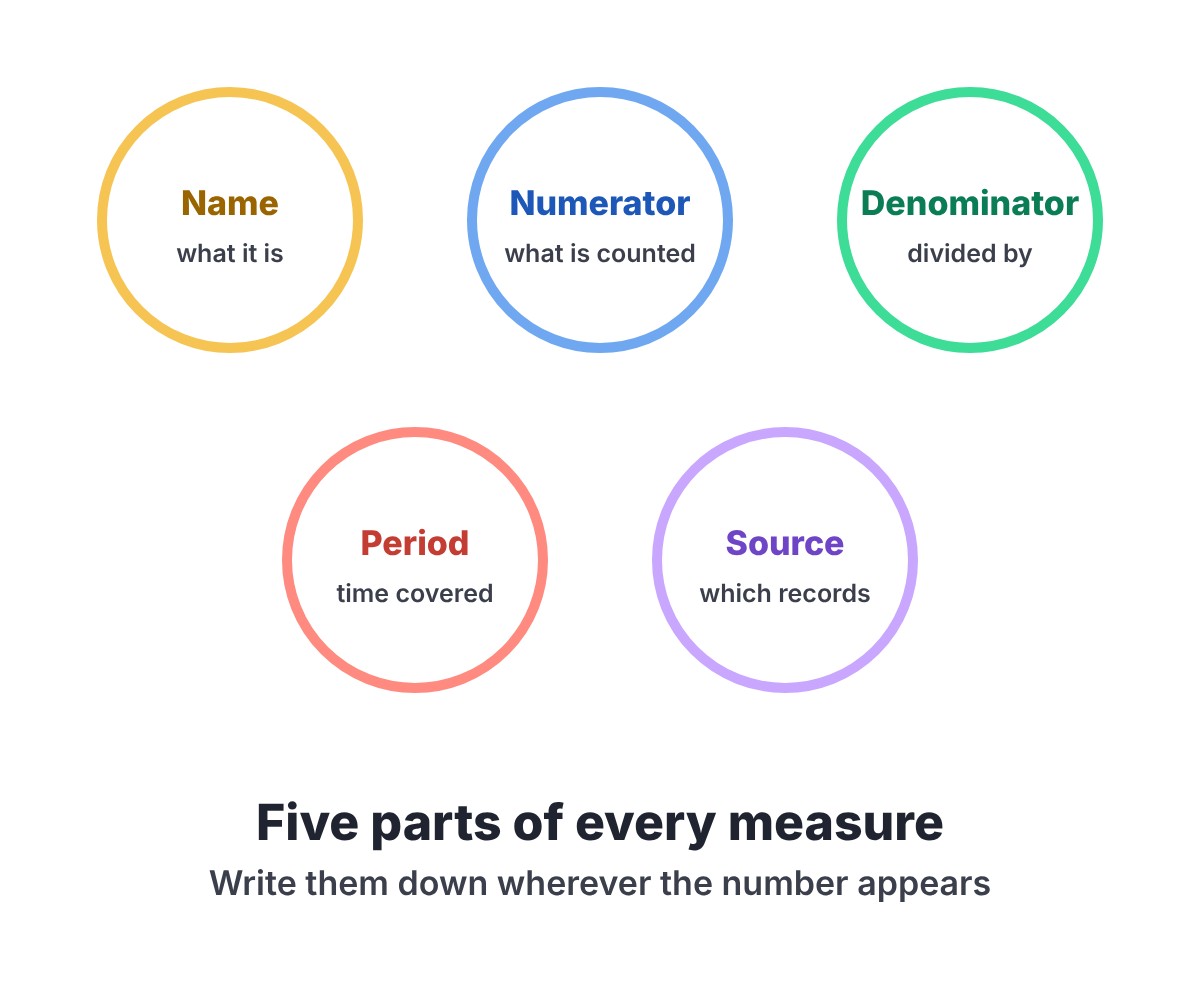 Name
what it is
Numerator
what is counted
Denominator
divided by
Period
time covered
Source
which records
Five parts of every measure
Write them down wherever the number appears